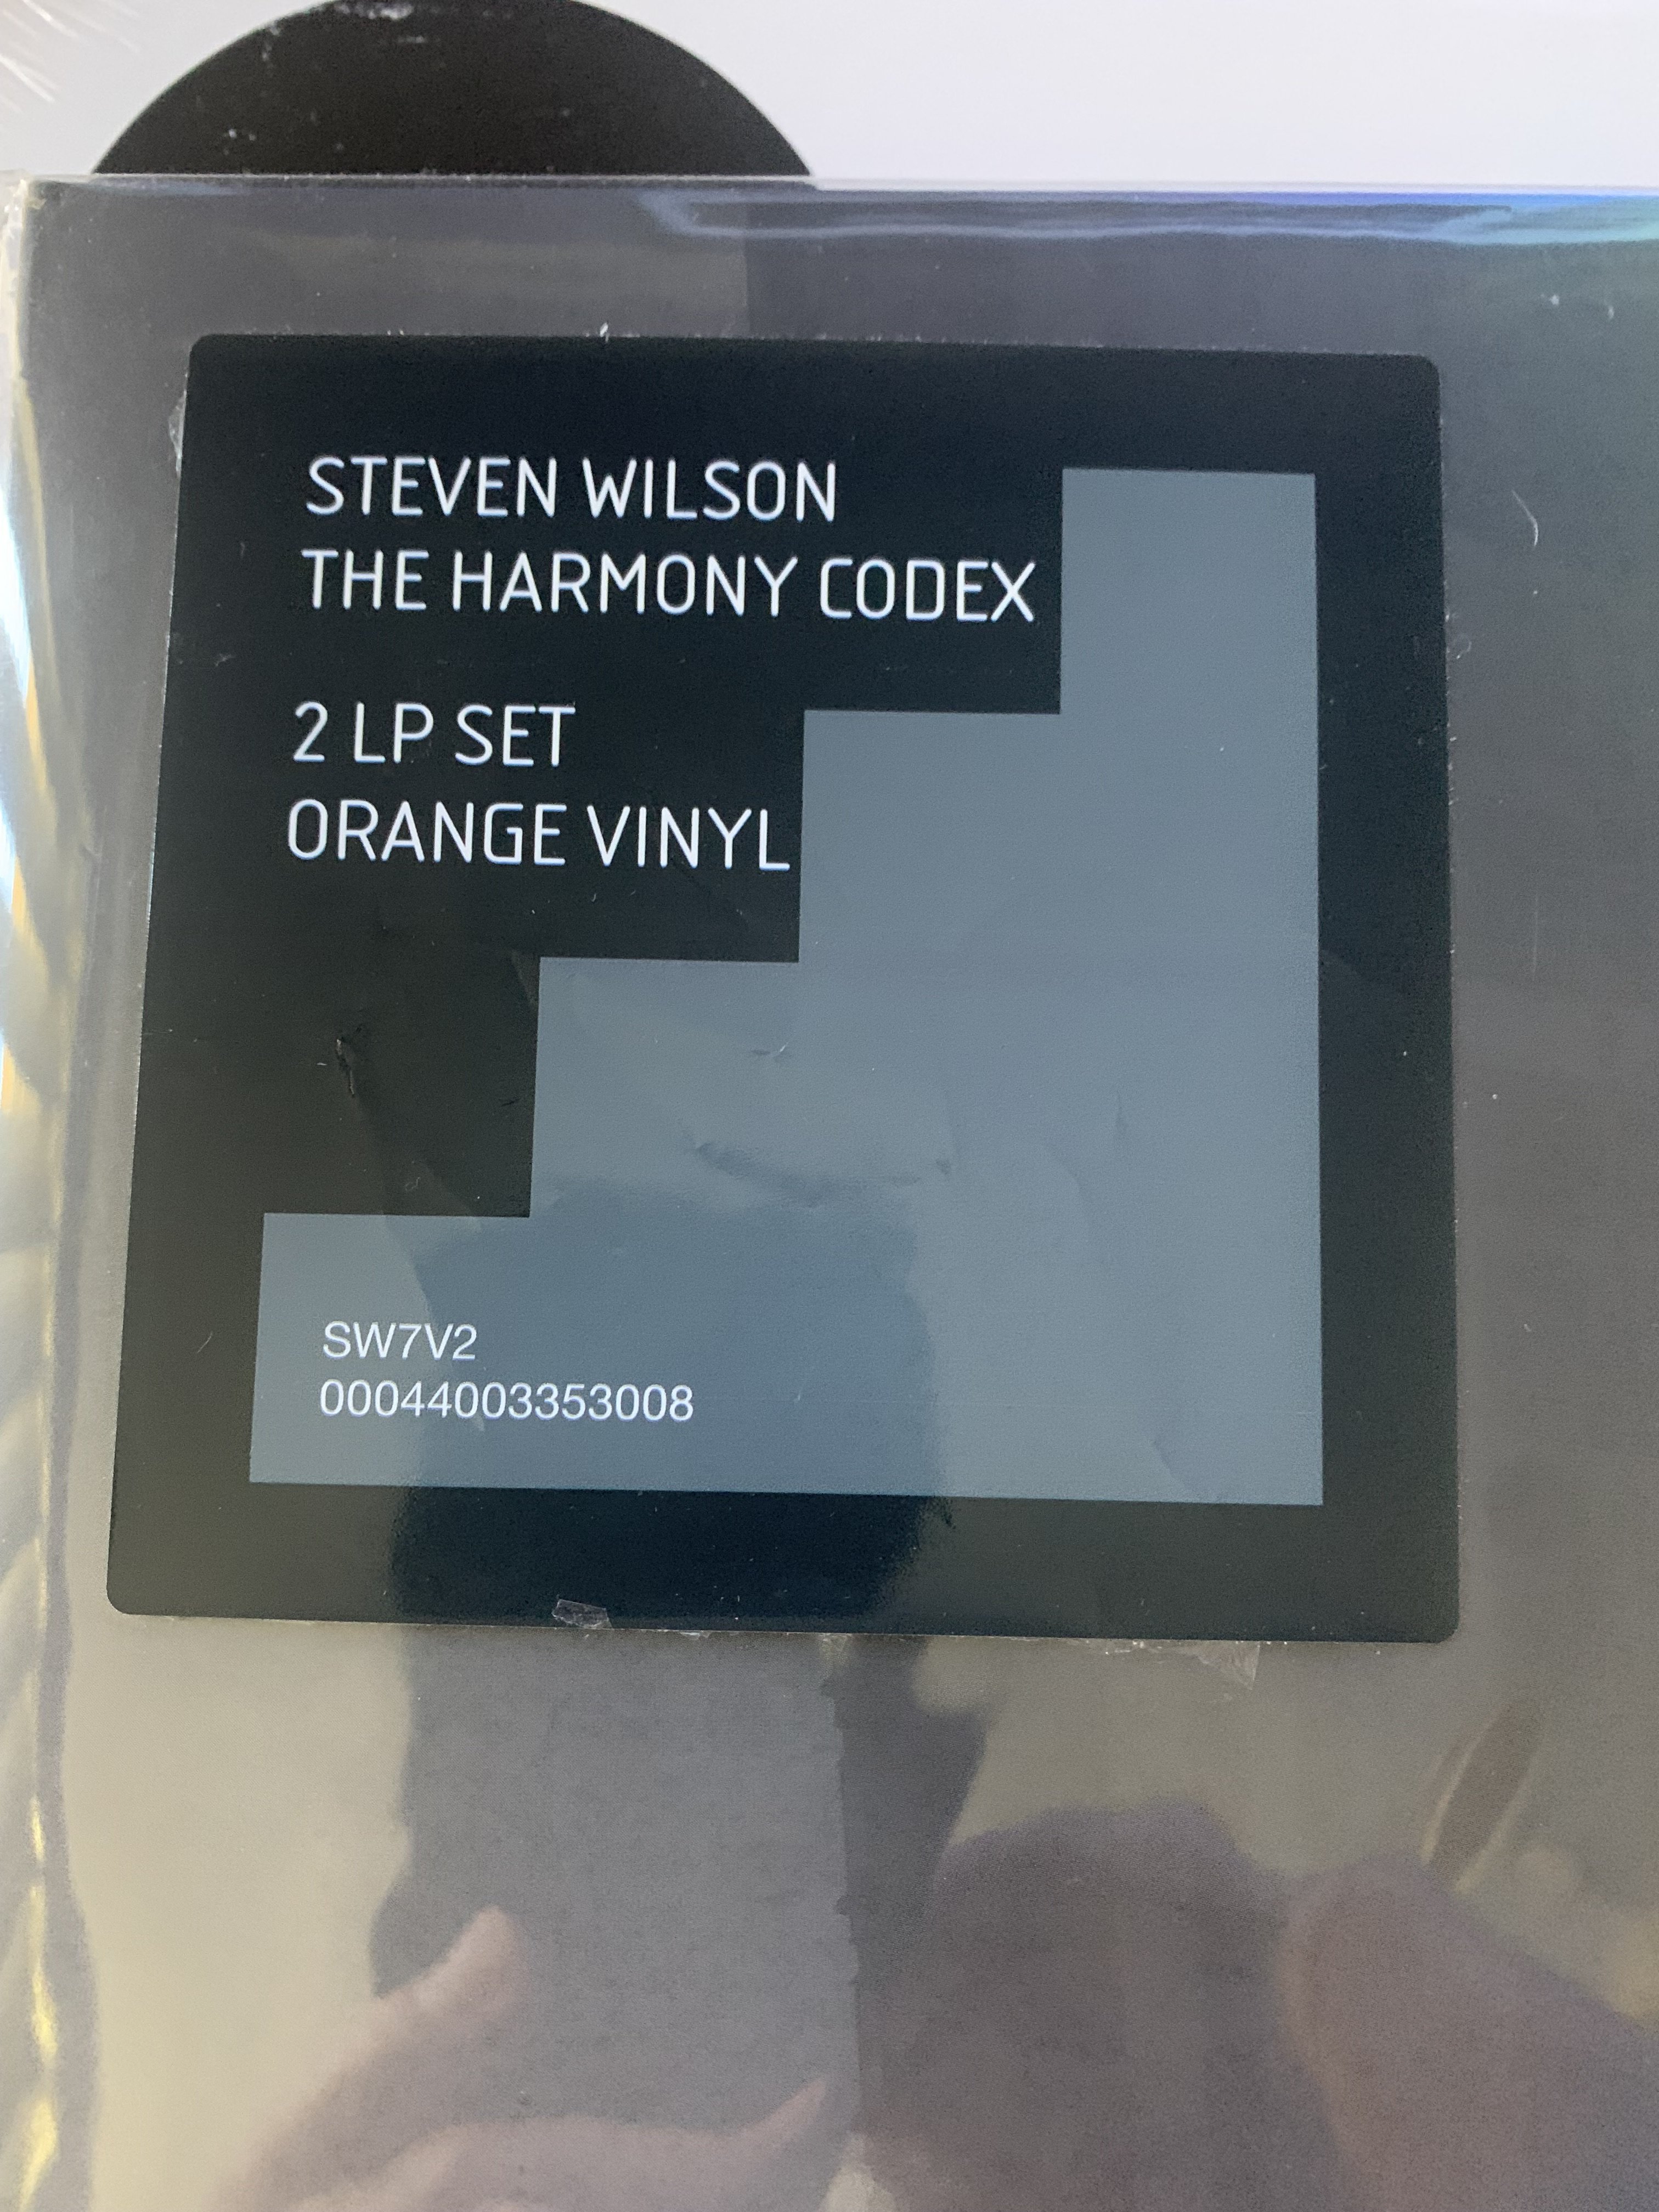 STEVEN WILSON
THE HARMONY CODEX
2 LP SET
ORANGE VINYL
SW7V2
00044003353008